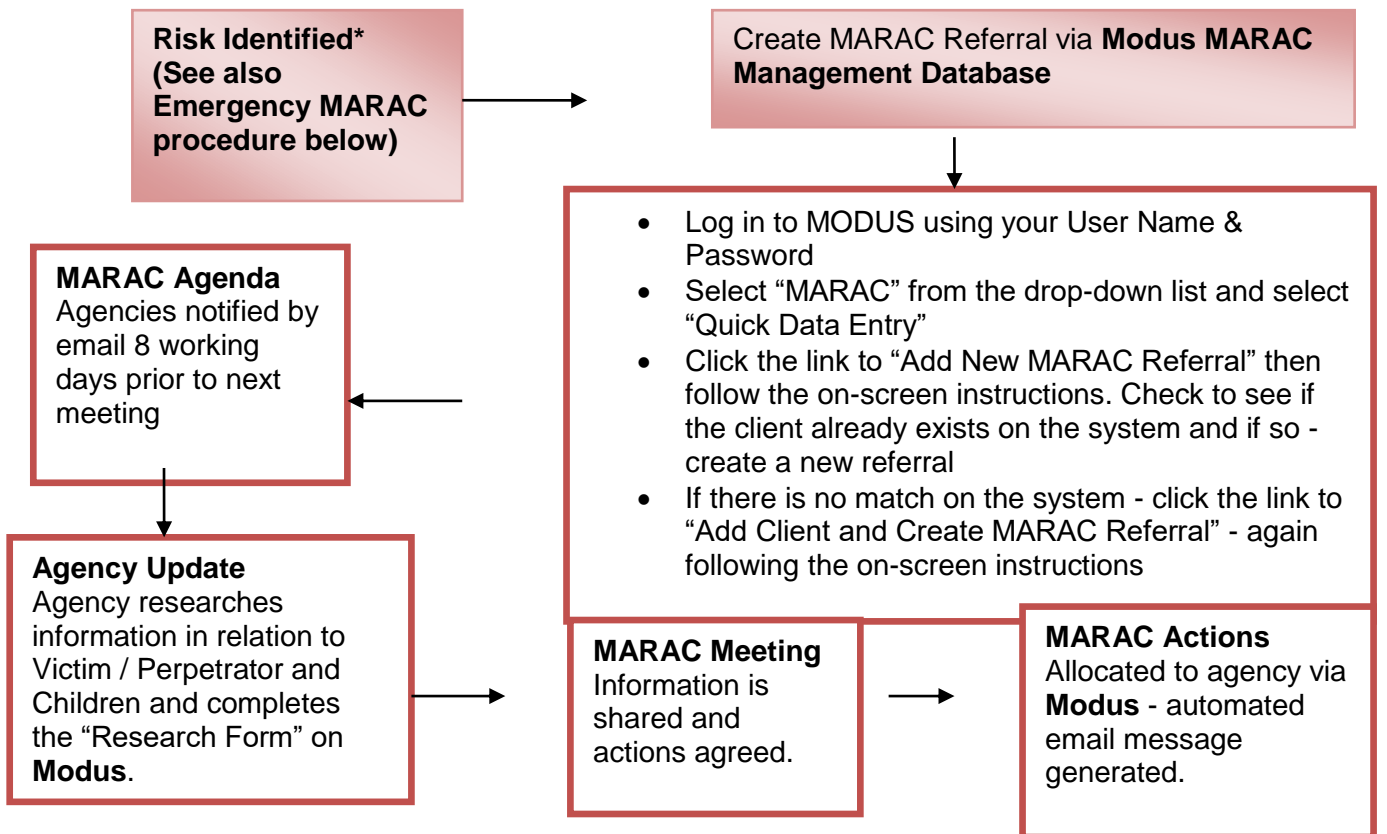 Risk Identified*
(See also
Emergency MARAC
procedure below)
Create MARAC Referral via Modus MARAC
Management Database
• Log in to MODUS using your User Name &
Password
• Select “MARAC” from the drop-down list and select
“Quick Data Entry”
• Click the link to “Add New MARAC Referral” then
follow the on-screen instructions. Check to see if
the client already exists on the system and if so -
create a new referral
• If there is no match on the system - click the link to
“Add Client and Create MARAC Referral” - again
following the on-screen instructions
MARAC Agenda
Agencies notified by
email 8 working
days prior to next
meeting
Agency Update
Agency researches
information in relation to
Victim / Perpetrator and
Children and completes
the “Research Form” on
Modus.
MARAC Meeting
Information is
shared and
actions agreed.
MARAC Actions
Allocated to agency via
Modus - automated
email message
generated.